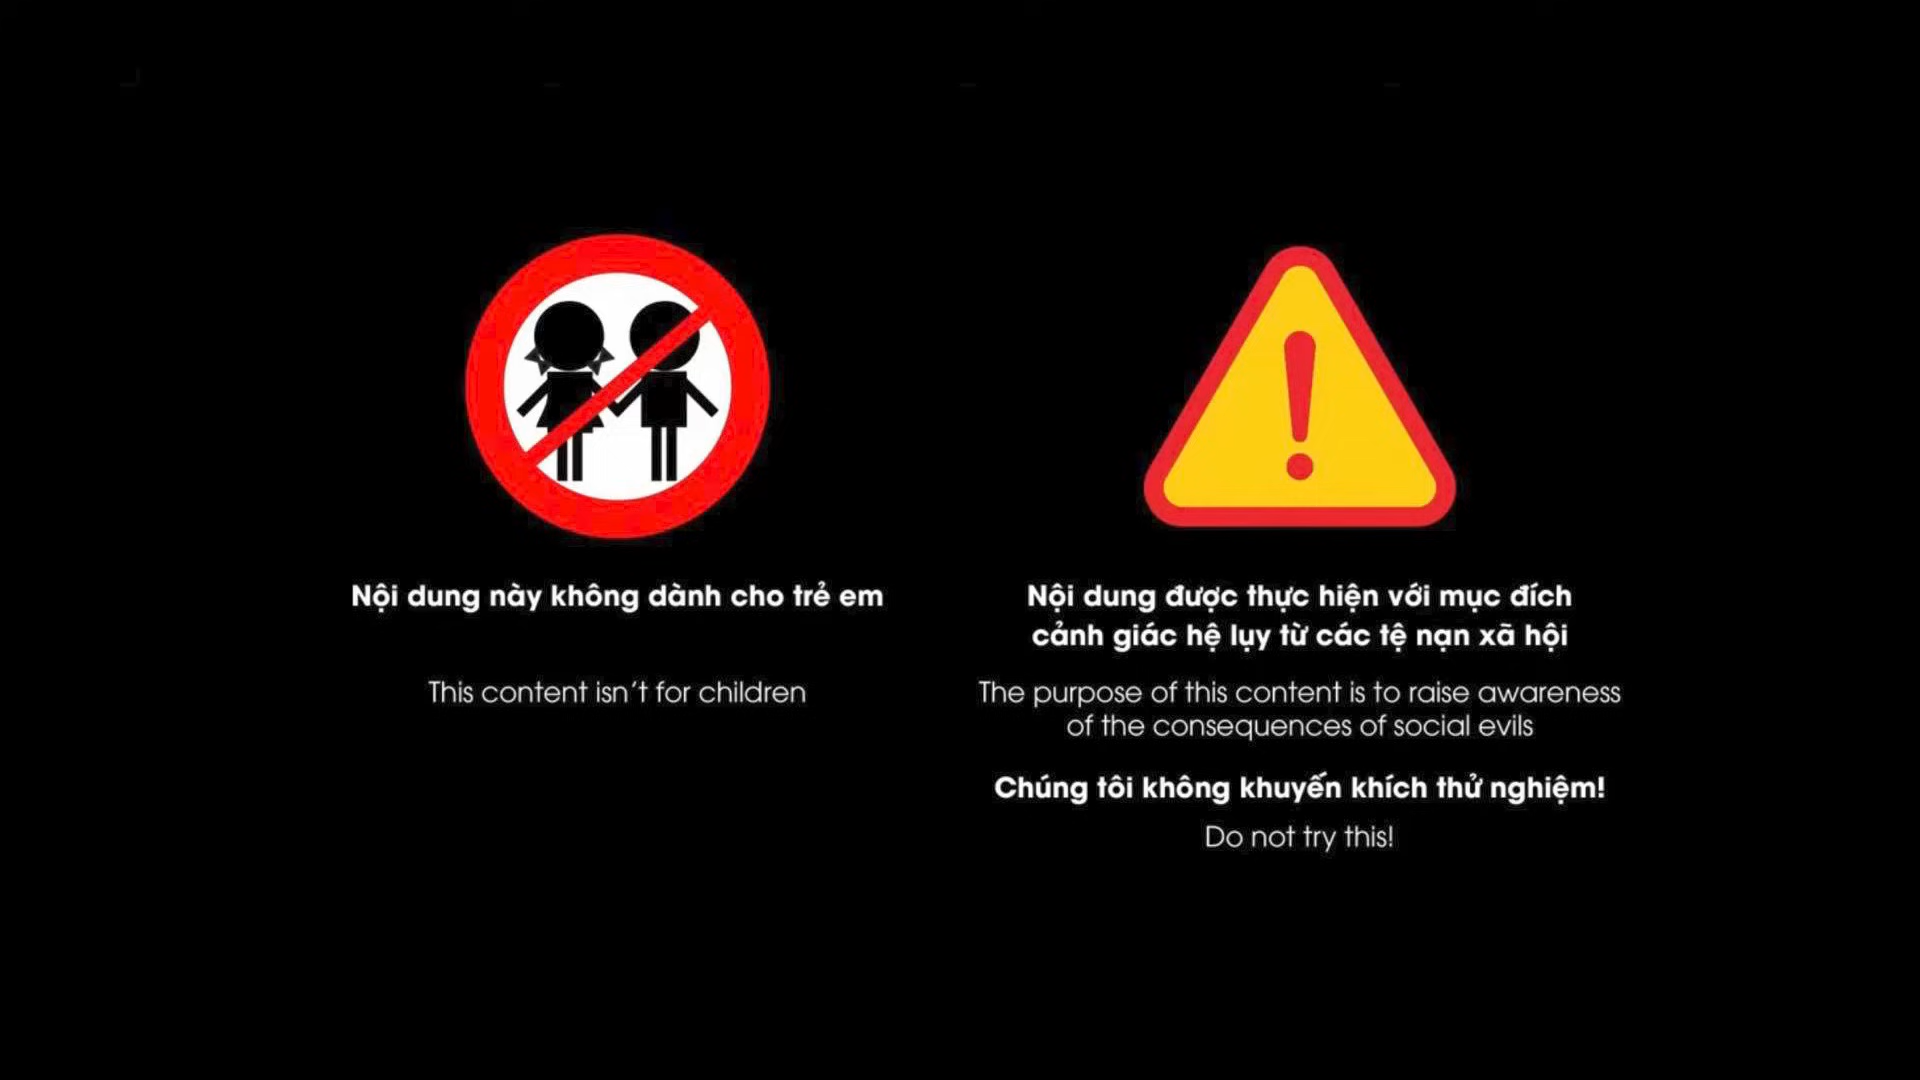 Nội dung này không dành cho trẻ em
This content isn't for children
Nội dung được thực hiện với mục đích
cảnh giác hệ lụy từ các tệ nạn xã hội
The purpose of this content is to raise awareness
of the consequences of social evils
Chúng tôi không khuyến khích thử nghiệm!
Do not try this!